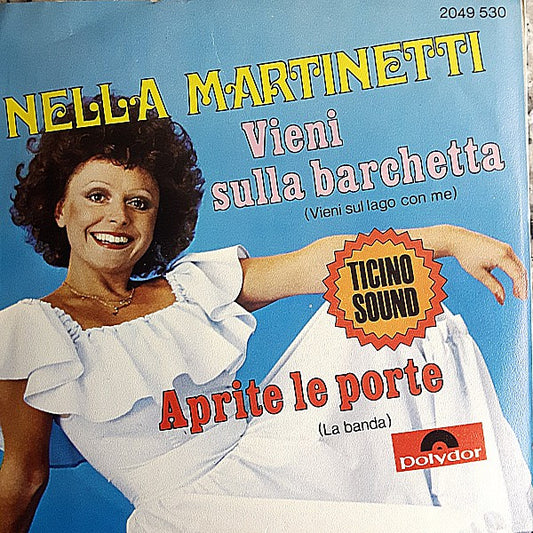 2049 530
NELLA MARTINETTI
Vieni
sulla barchetta
(Vieni sul lago con me)
TICINO
SOUND
Aprite le porte
(La banda)
polydor